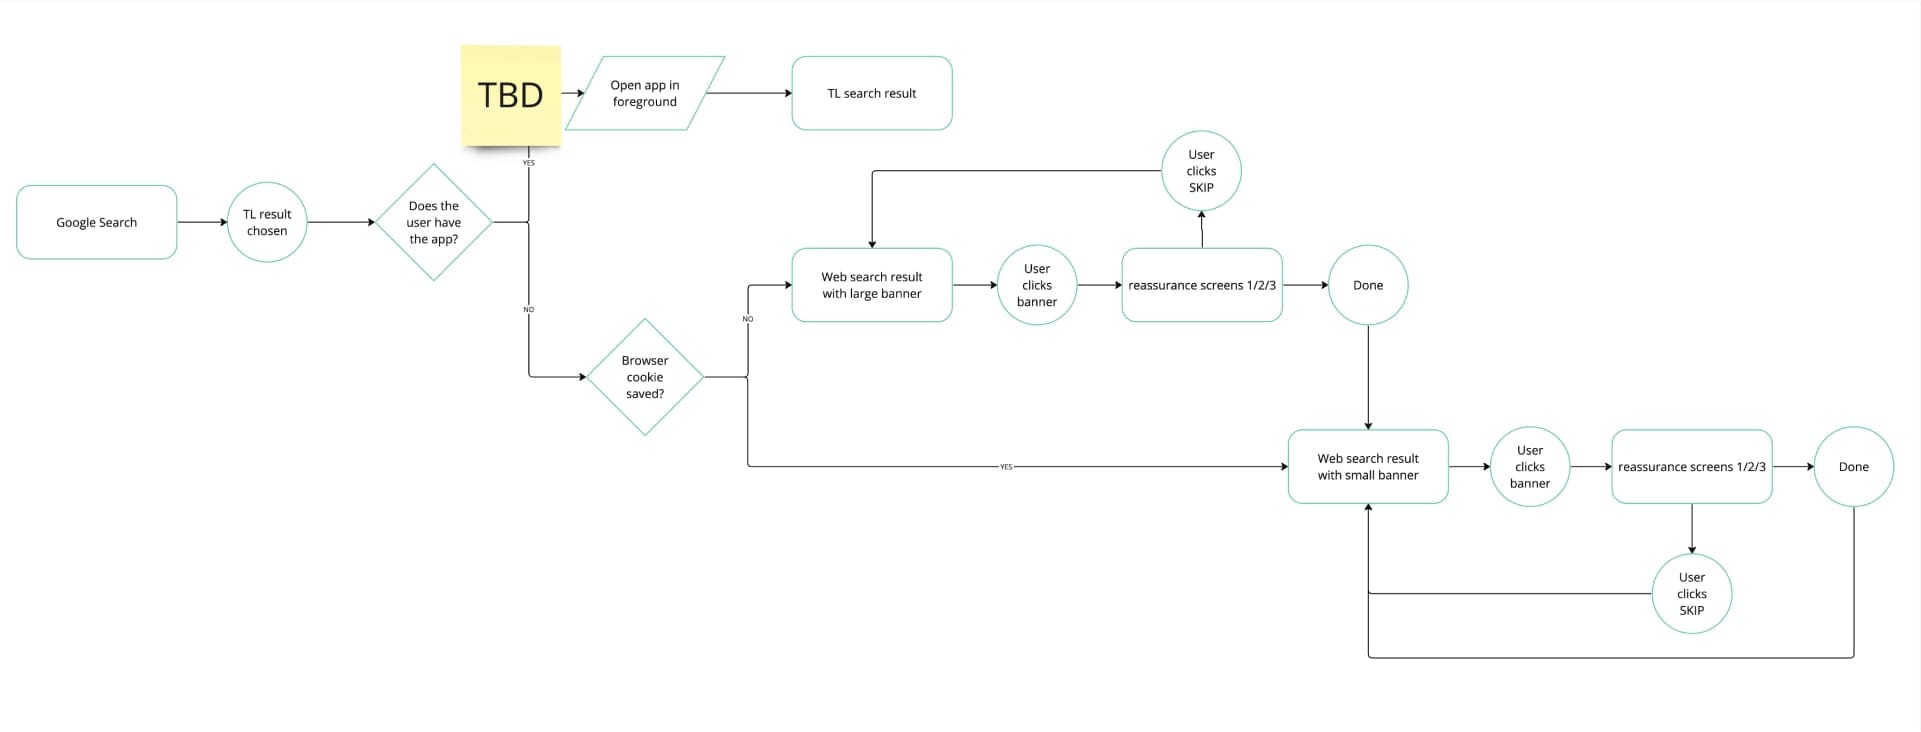 TBD
Open app in
foreground
TL search result
YES
Google Search
TL result
chosen
Does the
user have
the app?
NO
Browser
cookie
saved?
NO
YES
Web search result
with large banner
User
clicks
banner
reassurance screens 1/2/3
User
clicks
SKIP
Done
Web search result
with small banner
User
clicks
banner
reassurance screens 1/2/3
Done
User
clicks
SKIP